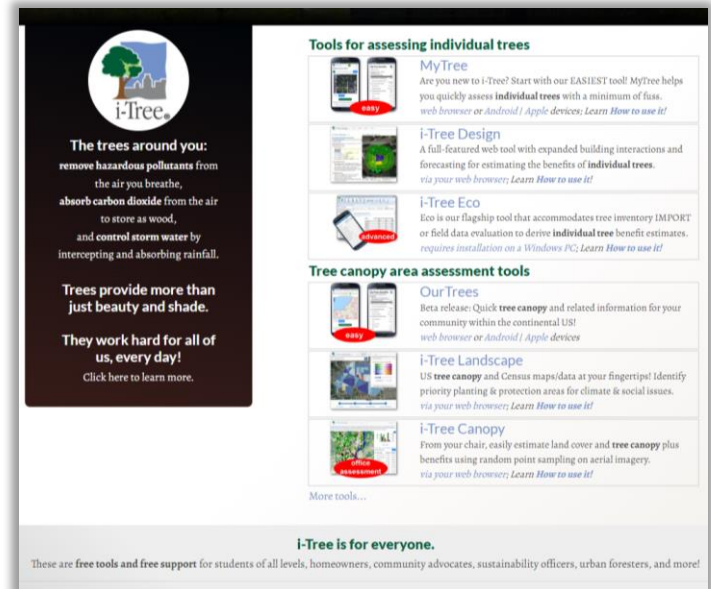 i-Tree®
The trees around you:
remove hazardous pollutants from
the air you breathe,
absorb carbon dioxide from the air
to store as wood,
and control storm water by
intercepting and absorbing rainfall.
Trees provide more than
just beauty and shade.
They work hard for all of
us, every day!
Click here to learn more.
Tools for assessing individual trees
easy
MyTree
Are you new to i-Tree? Start with our EASIEST tool! MyTree helps
you quickly assess individual trees with a minimum of fuss.
web browser or Android | Apple devices; Learn How to use it!
i-Tree Design
A full-featured web tool with expanded building interactions and
forecasting for estimating the benefits of individual trees.
via your web browser; Learn How to use it!
advanced
i-Tree Eco
Eco is our flagship tool that accommodates tree inventory IMPORT
or field data evaluation to derive individual tree benefit estimates.
requires installation on a Windows PC; Learn How to use it!
Tree canopy area assessment tools
easy
OurTrees
Beta release: Quick tree canopy and related information for your
community within the continental US!
web browser or Android | Apple devices
i-Tree Landscape
US tree canopy and Census maps/data at your fingertips! Identify
priority planting & protection areas for climate & social issues.
via your web browser; Learn How to use it!
office
assessment
i-Tree Canopy
From your chair, easily estimate land cover and tree canopy plus
benefits using random point sampling on aerial imagery.
via your web browser; Learn How to use it!
More tools...
i-Tree is for everyone.
These are free tools and free support for students of all levels, homeowners, community advocates, sustainability officers, urban foresters, and more!